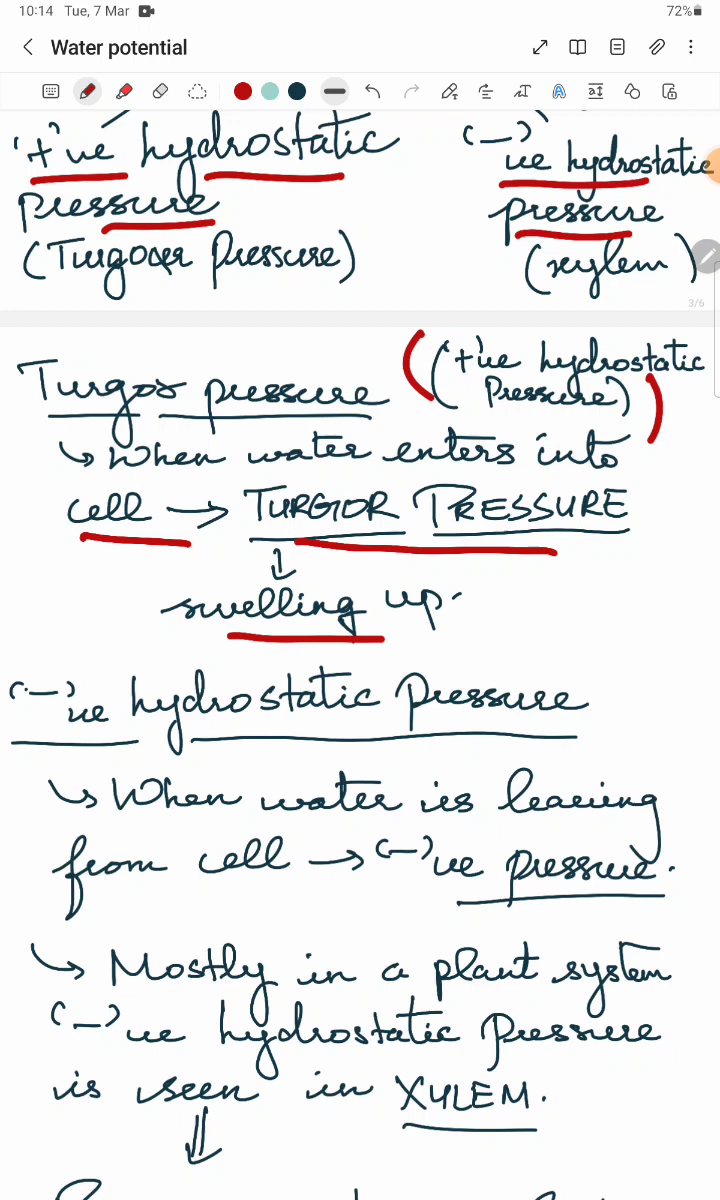 10:14 Tue, 7 Mar 72%
Water potential
+'ve hydrostatic
pressure
(Turgour Pressure)
(-)'ve hydrostatic
pressure
(xylem)
3/6
Turgor pressure
(+'ve hydrostatic
Pressure)
↳ When water enters into
cell → TURGOR PRESSURE
↓
swelling up.
(-)'ve hydrostatic Pressure
↳ When water is leaving
from cell → (-)'ve pressure.
↳ Mostly in a plant system
(-)'ve hydrostatic Pressure
is seen in XYLEM.
⇓